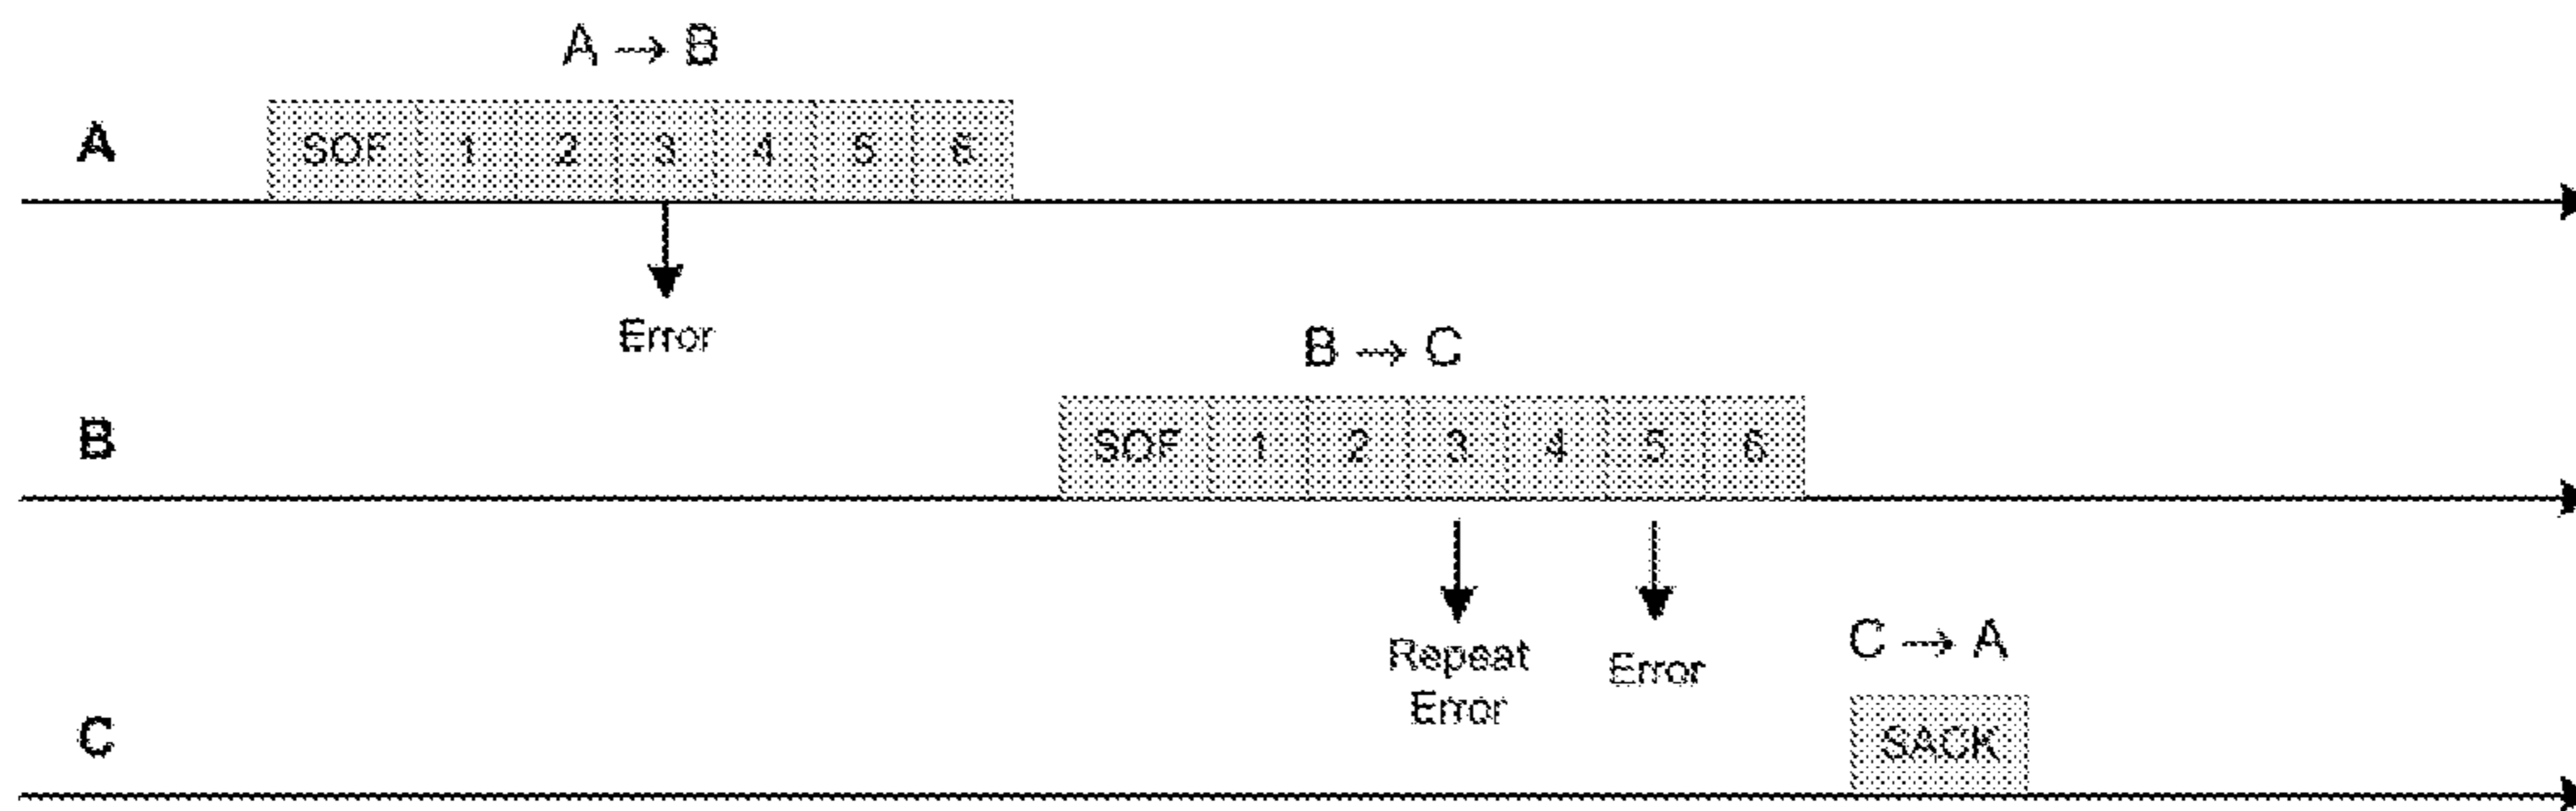 A → B
A SOF 1 2 3 4 5 6
Error
B → C
B SOF 1 2 3 4 5 6
Repeat
Error
Error
C → A
C SACK